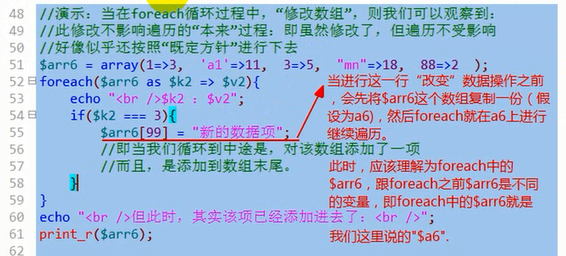 48 //演示：当在foreach循环过程中，“修改数组”，则我们可以观察到：
49 //此修改不影响遍历的“本来”过程：即虽然修改了，但遍历不受影响
50 //好像似乎还按照“既定方针”进行下去
51 $arr6 = array(1=>3, 'a1'=>11, 3=>5, "mn"=>18, 88=>2 );
52 foreach($arr6 as $k2 => $v2){
53 echo "<br />$k2 : $v2";
54 if($k2 === 3){
55 $arr6[99] = "新的数据项";
56 //即当我们循环到中途是，对该数组添加了一项
57 //而且，是添加到数组末尾。
58 }
59 }
60 echo "<br />但此时，其实该项已经添加进去了：<br />";
61 print_r($arr6);
62
当进行这一行“改变”数据操作之前
，会先将$arr6这个数组复制一份（假
设为a6)，然后foreach就在a6上进行
继续遍历。
此时，应该理解为foreach中的
$arr6，跟foreach之前$arr6是不同
的变量，即foreach中的$arr6就是
我们这里说的"$a6".